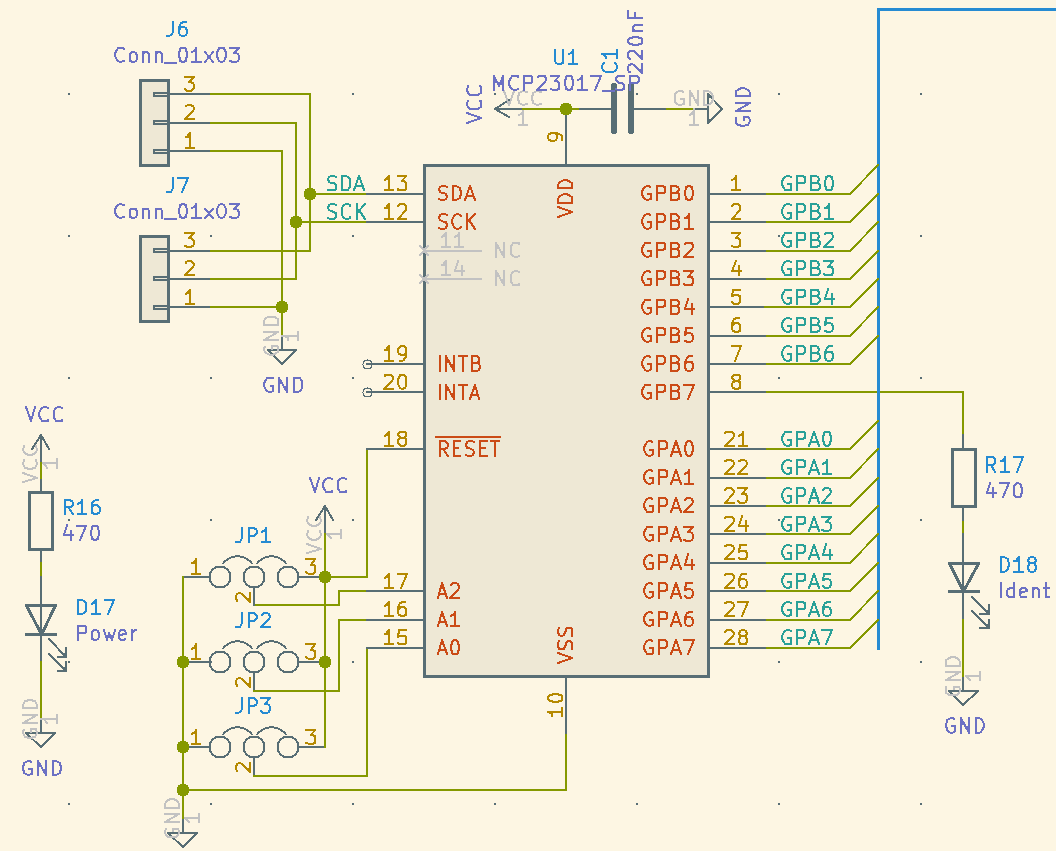 J6
Conn_01x03
3
2
1
J7
Conn_01x03
3
2
1
GND
1
GND
SDA
SCK
U1
MCP23017_SP
C1
220nF
VCC
VCC
1
GND
1
GND
9
VDD
13 SDA
12 SCK
11 NC
14 NC
19 INTB
20 INTA
18 RESET
17 A2
16 A1
15 A0
VSS
10
GPB0 1 GPB0
GPB1 2 GPB1
GPB2 3 GPB2
GPB3 4 GPB3
GPB4 5 GPB4
GPB5 6 GPB5
GPB6 7 GPB6
GPB7 8
GPA0 21 GPA0
GPA1 22 GPA1
GPA2 23 GPA2
GPA3 24 GPA3
GPA4 25 GPA4
GPA5 26 GPA5
GPA6 27 GPA6
GPA7 28 GPA7
VCC
VCC
1
R16
470
D17
Power
GND
1
GND
VCC
VCC
1
JP1
1
2
3
JP2
1
2
3
JP3
1
2
3
GND
1
R17
470
D18
Ident
GND
1
GND